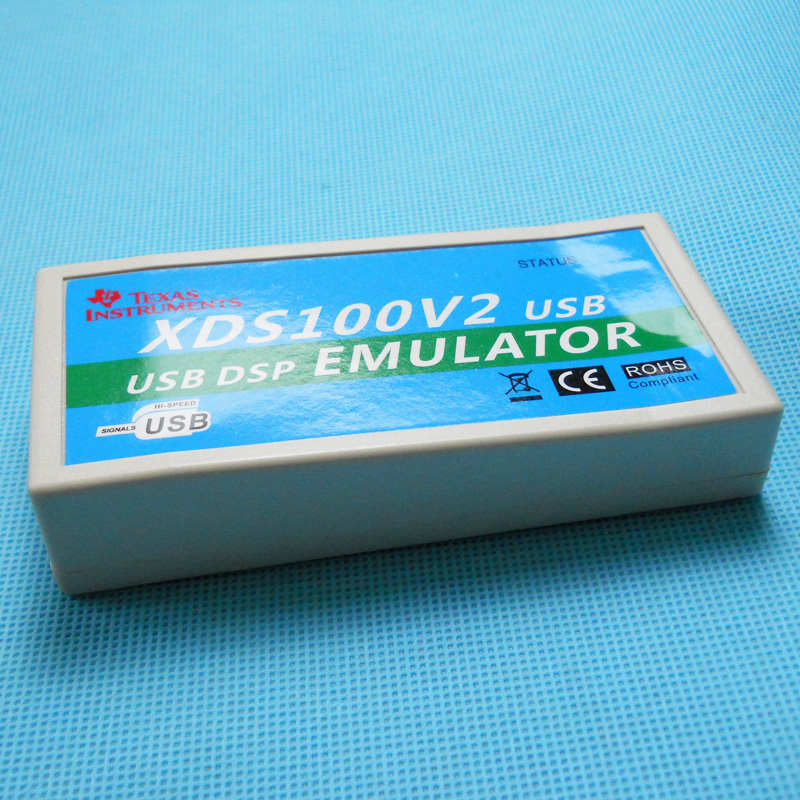 STATUS
TEXAS
INSTRUMENTS
XDS100V2 USB
USB DSP EMULATOR
HI-SPEED
SIGNALS USB
CE
ROHS
Compliant